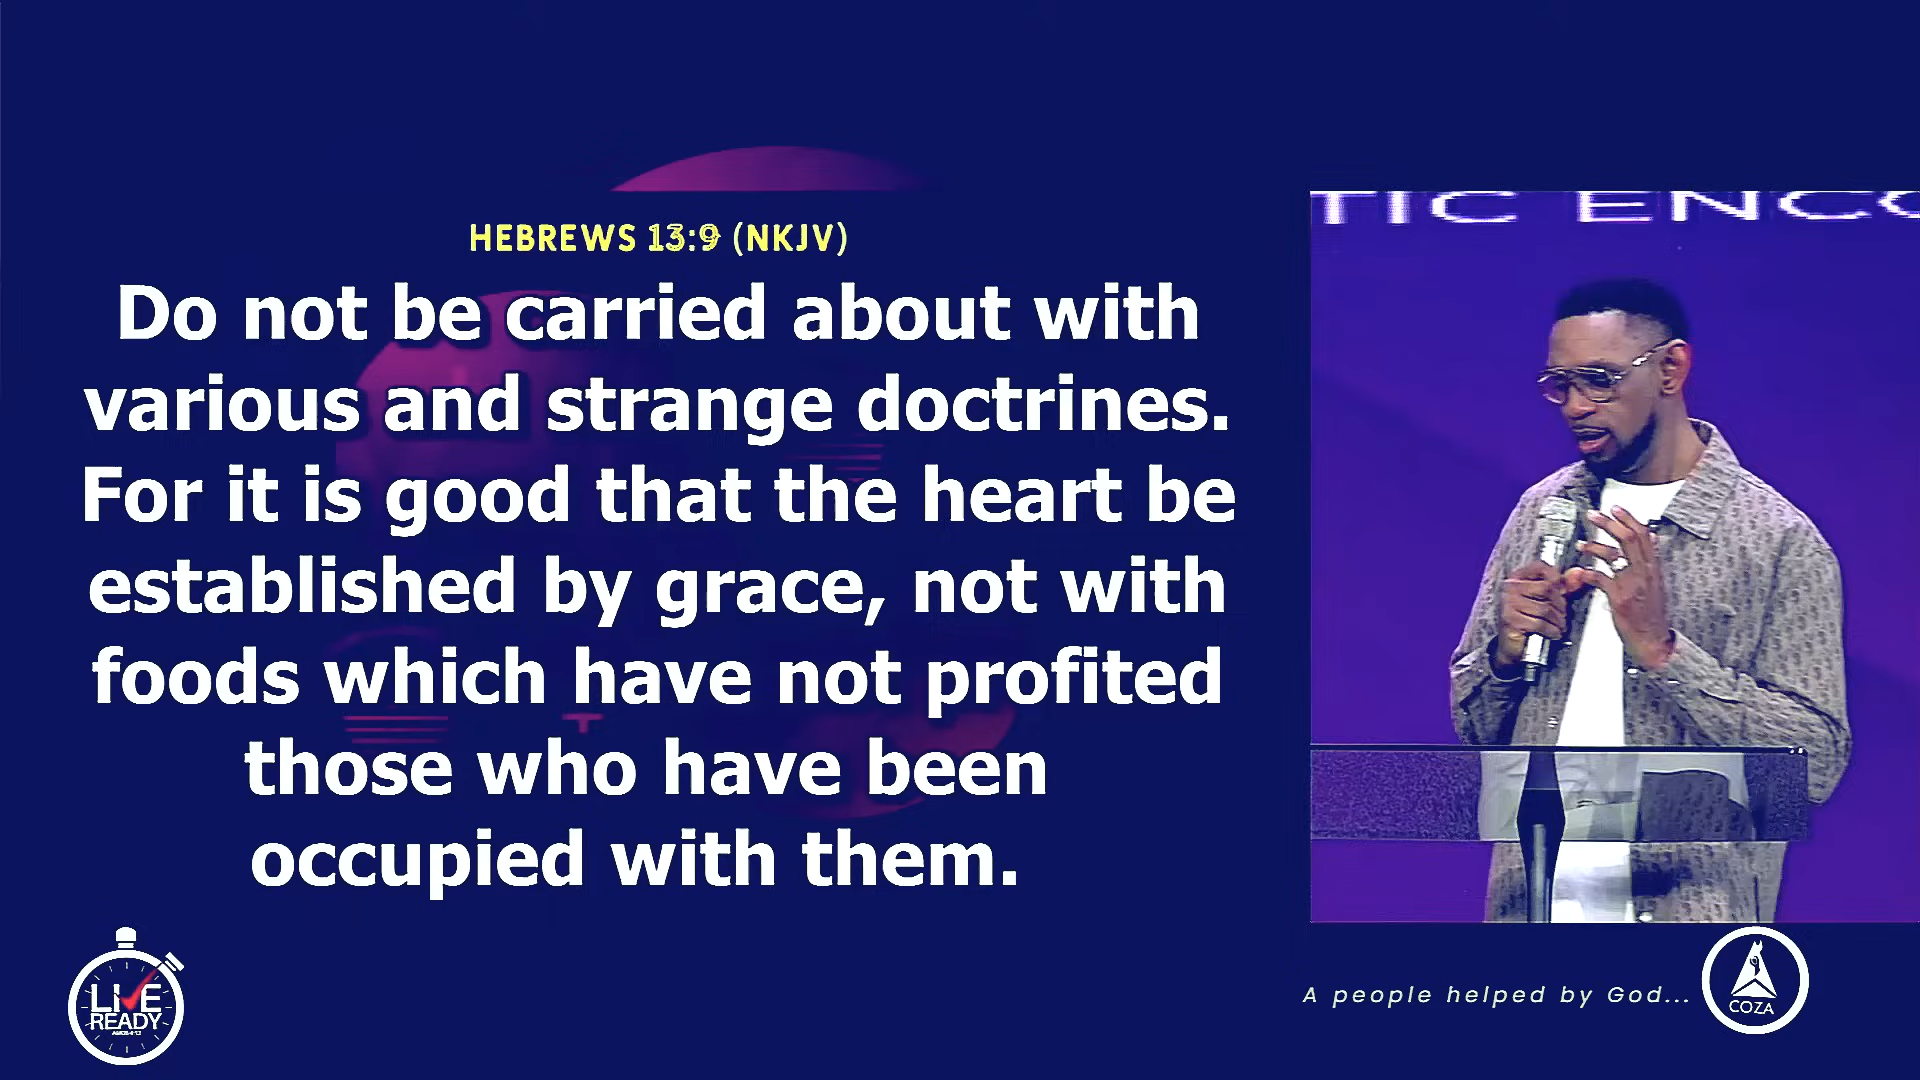 TIC ENCO
HEBREWS 13:9 (NKJV)
Do not be carried about with
various and strange doctrines.
For it is good that the heart be
established by grace, not with
foods which have not profited
those who have been
occupied with them.
LIVE
READY
A people helped by God...
COZA